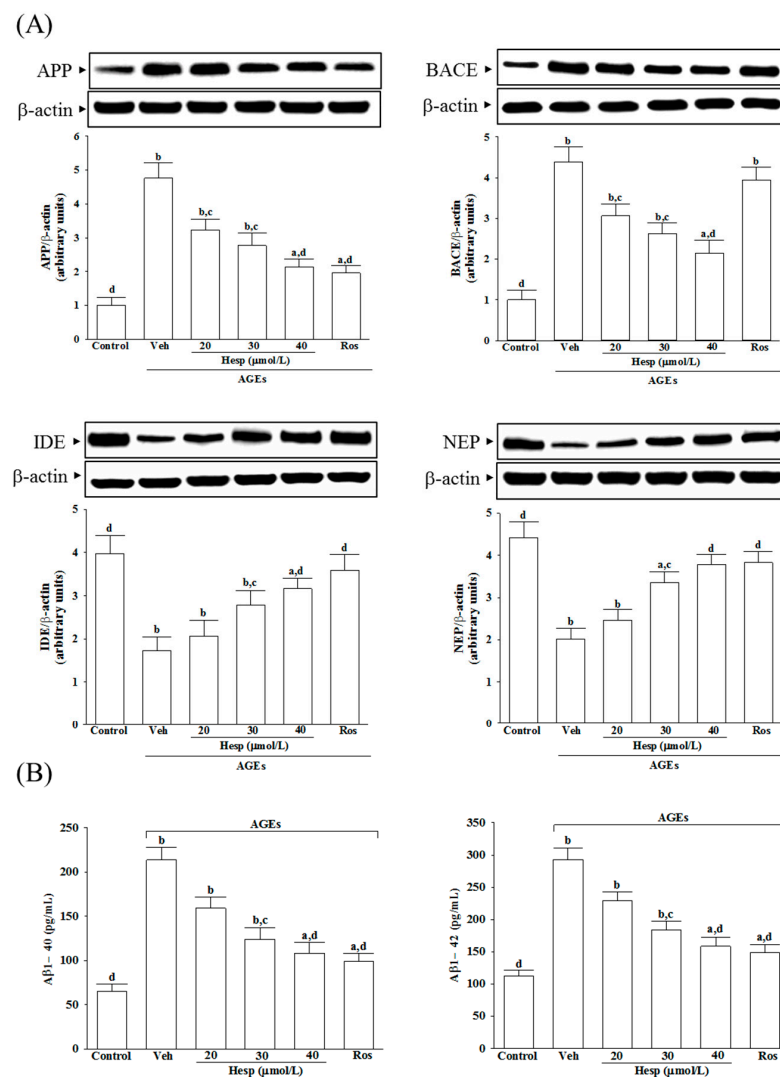 (A)
APP
β-actin
APP/β-actin
(arbitrary units)
6
5
4
3
2
1
0
d
b
b,c
b,c
a,d
a,d
Control
Veh
20
30
40
Ros
Hesp (μmol/L)
AGEs
BACE
β-actin
BACE/β-actin
(arbitrary units)
5
4
3
2
1
0
d
b
b,c
b,c
a,d
b
Control
Veh
20
30
40
Ros
Hesp (μmol/L)
AGEs
IDE
β-actin
IDE/β-actin
(arbitrary units)
5
4
3
2
1
0
d
b
b
b,c
a,d
d
Control
Veh
20
30
40
Ros
Hesp (μmol/L)
AGEs
NEP
β-actin
NEP/β-actin
(arbitrary units)
5
4
3
2
1
0
d
b
b
a,c
d
d
Control
Veh
20
30
40
Ros
Hesp (μmol/L)
AGEs
(B)
Aβ1– 40 (pg/mL)
250
200
150
100
50
0
AGEs
d
b
b
b,c
a,d
a,d
Control
Veh
20
30
40
Ros
Hesp (μmol/L)
Aβ1– 42 (pg/mL)
350
300
250
200
150
100
50
0
AGEs
d
b
b
b,c
a,d
a,d
Control
Veh
20
30
40
Ros
Hesp (μmol/L)